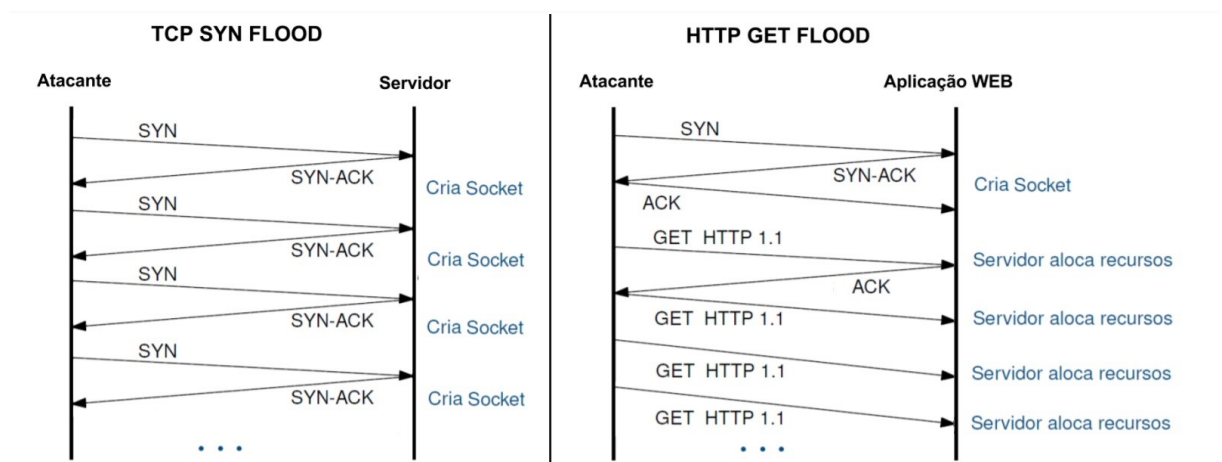 TCP SYN FLOOD
Atacante
Servidor
SYN
SYN-ACK
Cria Socket
SYN
SYN-ACK
Cria Socket
SYN
SYN-ACK
Cria Socket
SYN
SYN-ACK
Cria Socket
. . .
HTTP GET FLOOD
Atacante
Aplicação WEB
SYN
SYN-ACK
Cria Socket
ACK
GET HTTP 1.1
Servidor aloca recursos
ACK
GET HTTP 1.1
Servidor aloca recursos
GET HTTP 1.1
Servidor aloca recursos
GET HTTP 1.1
Servidor aloca recursos
. . .